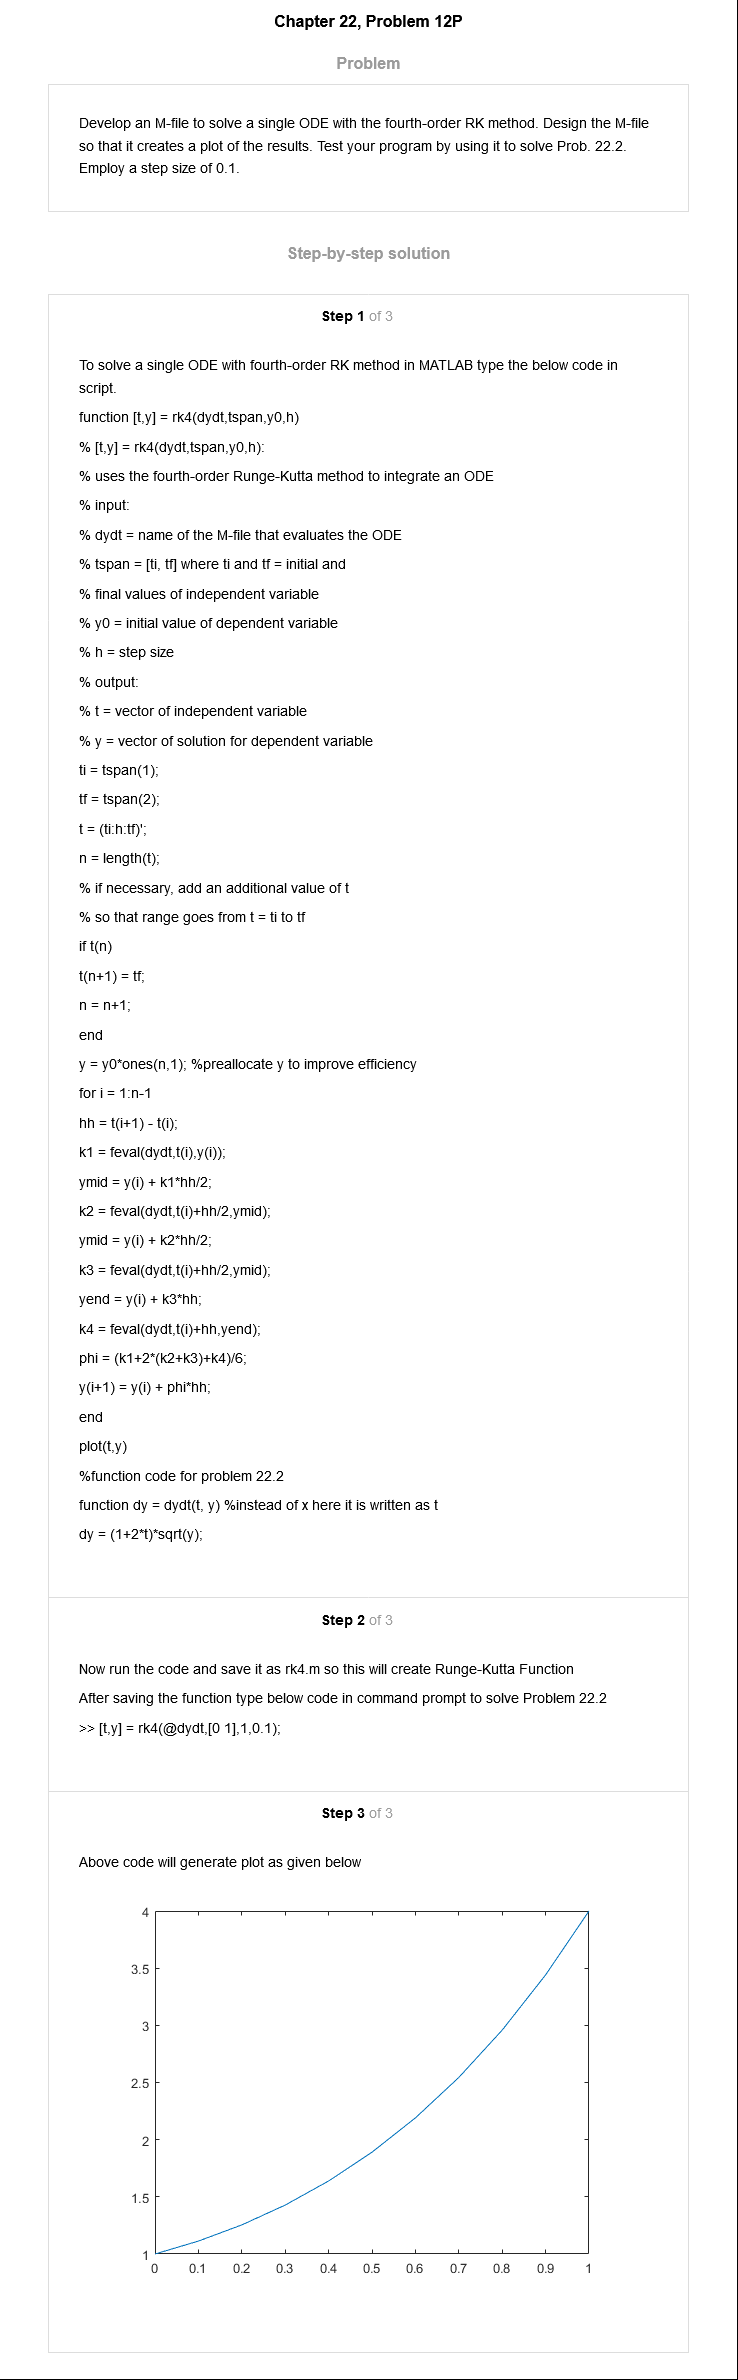 Chapter 22, Problem 12P
Problem
Develop an M-file to solve a single ODE with the fourth-order RK method. Design the M-file
so that it creates a plot of the results. Test your program by using it to solve Prob. 22.2.
Employ a step size of 0.1.
Step-by-step solution
Step 1 of 3
To solve a single ODE with fourth-order RK method in MATLAB type the below code in
script.
function [t,y] = rk4(dydt,tspan,y0,h)
% [t,y] = rk4(dydt,tspan,y0,h):
% uses the fourth-order Runge-Kutta method to integrate an ODE
% input:
% dydt = name of the M-file that evaluates the ODE
% tspan = [ti, tf] where ti and tf = initial and
% final values of independent variable
% y0 = initial value of dependent variable
% h = step size
% output:
% t = vector of independent variable
% y = vector of solution for dependent variable
ti = tspan(1);
tf = tspan(2);
t = (ti:h:tf)';
n = length(t);
% if necessary, add an additional value of t
% so that range goes from t = ti to tf
if t(n)
t(n+1) = tf;
n = n+1;
end
y = y0*ones(n,1); %preallocate y to improve efficiency
for i = 1:n-1
hh = t(i+1) - t(i);
k1 = feval(dydt,t(i),y(i));
ymid = y(i) + k1*hh/2;
k2 = feval(dydt,t(i)+hh/2,ymid);
ymid = y(i) + k2*hh/2;
k3 = feval(dydt,t(i)+hh/2,ymid);
yend = y(i) + k3*hh;
k4 = feval(dydt,t(i)+hh,yend);
phi = (k1+2*(k2+k3)+k4)/6;
y(i+1) = y(i) + phi*hh;
end
plot(t,y)
%function code for problem 22.2
function dy = dydt(t, y) %instead of x here it is written as t
dy = (1+2*t)*sqrt(y);
Step 2 of 3
Now run the code and save it as rk4.m so this will create Runge-Kutta Function
After saving the function type below code in command prompt to solve Problem 22.2
>> [t,y] = rk4(@dydt,[0 1],1,0.1);
Step 3 of 3
Above code will generate plot as given below
4
3.5
3
2.5
2
1.5
1
0 0.1 0.2 0.3 0.4 0.5 0.6 0.7 0.8 0.9 1